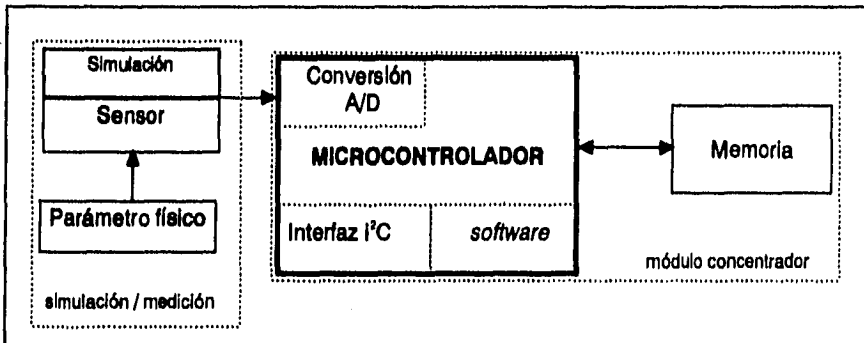 Simulación
Sensor
Parámetro físico
simulación / medición
Conversión
A/D
MICROCONTROLADOR
Interfaz I²C
software
Memoria
módulo concentrador